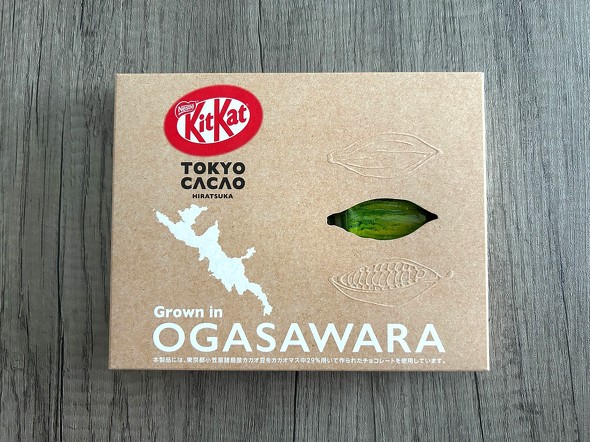 Nestlé
KitKat
TOKYO
CACAO
HIRATSUKA
Grown in
OGASAWARA
本製品には、東京都小笠原諸島産カカオ豆をカカオマス中29%用いて作られたチョコレートを使用しています。